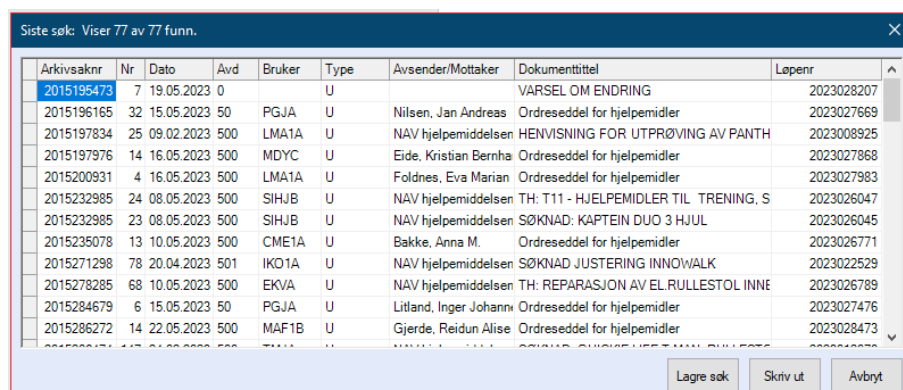 Siste søk: Viser 77 av 77 funn.
Arkivsaknr Nr Dato Avd Bruker Type Avsender/Mottaker Dokumenttittel Løpenr
2015195473 7 19.05.2023 0 U VARSEL OM ENDRING 2023028207
2015196165 32 15.05.2023 50 PGJA U Nilsen, Jan Andreas Ordreseddel for hjelpemidler 2023027669
2015197834 25 09.02.2023 500 LMA1A U NAV hjelpemiddelsen HENVISNING FOR UTPRØVING AV PANTH 2023008925
2015197976 14 16.05.2023 500 MDYC U Eide, Kristian Bernha Ordreseddel for hjelpemidler 2023027868
2015200931 4 16.05.2023 500 LMA1A U Foldnes, Eva Marian Ordreseddel for hjelpemidler 2023027983
2015232985 24 08.05.2023 500 SIHJB U NAV hjelpemiddelsen TH: T11 - HJELPEMIDLER TIL TRENING, S 2023026047
2015232985 23 08.05.2023 500 SIHJB U NAV hjelpemiddelsen SØKNAD: KAPTEIN DUO 3 HJUL 2023026045
2015235078 13 10.05.2023 500 CME1A U Bakke, Anna M. Ordreseddel for hjelpemidler 2023026771
2015271298 78 20.04.2023 501 IKO1A U NAV hjelpemiddelsen SØKNAD JUSTERING INNOWALK 2023022529
2015278285 68 10.05.2023 500 EKVA U NAV hjelpemiddelsen TH: REPARASJON AV EL.RULLESTOL INNE 2023026789
2015284679 6 15.05.2023 50 PGJA U Litland, Inger Johanne Ordreseddel for hjelpemidler 2023027476
2015286272 14 22.05.2023 500 MAF1B U Gjerde, Reidun Alise Ordreseddel for hjelpemidler 2023028473
Lagre søk Skriv ut Avbryt